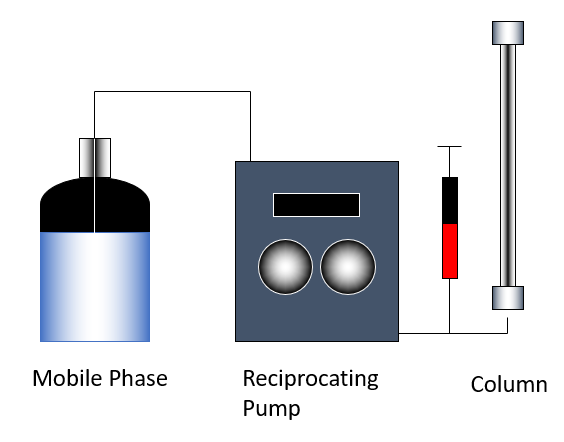 Mobile Phase
Reciprocating
Pump
Column